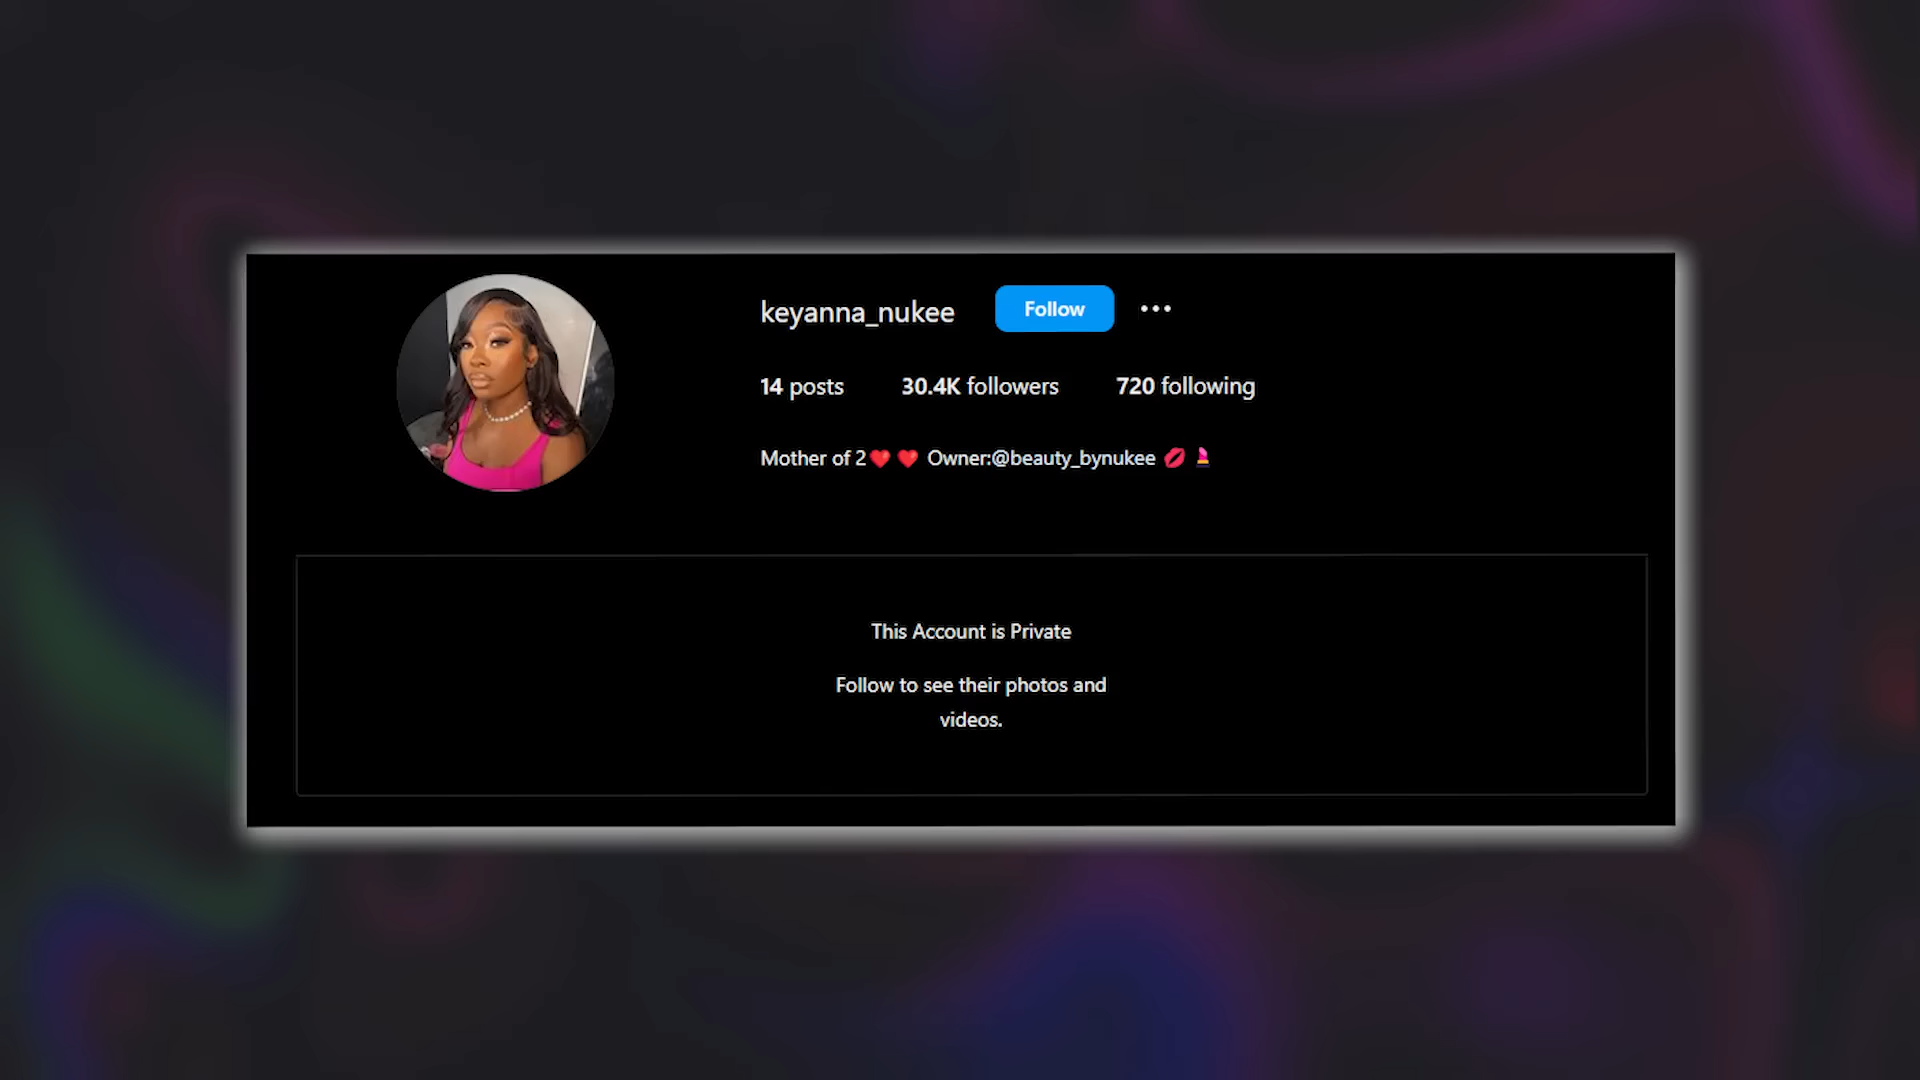 keyanna_nukee Follow
14 posts 30.4K followers 720 following
Mother of 2❤️❤️ Owner:@beauty_bynukee 💋💄
This Account is Private
Follow to see their photos and
videos.